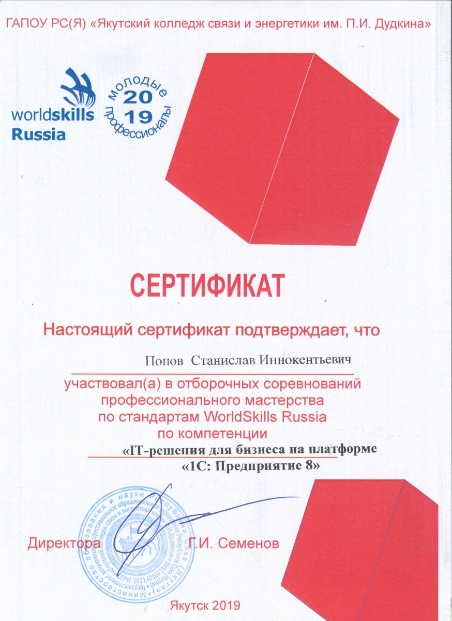 ГАПОУ РС(Я) «Якутский колледж связи и энергетики им. П.И. Дудкина»
worldskills
Russia
молодые
20
19
профессионалы
СЕРТИФИКАТ
Настоящий сертификат подтверждает, что
Попов Станислав Иннокентьевич
участвовал(а) в отборочных соревнований
профессионального мастерства
по стандартам WorldSkills Russia
по компетенции
«IT-решения для бизнеса на платформе
«1С: Предприятие 8»
Директора Г.И. Семенов
Якутск 2019